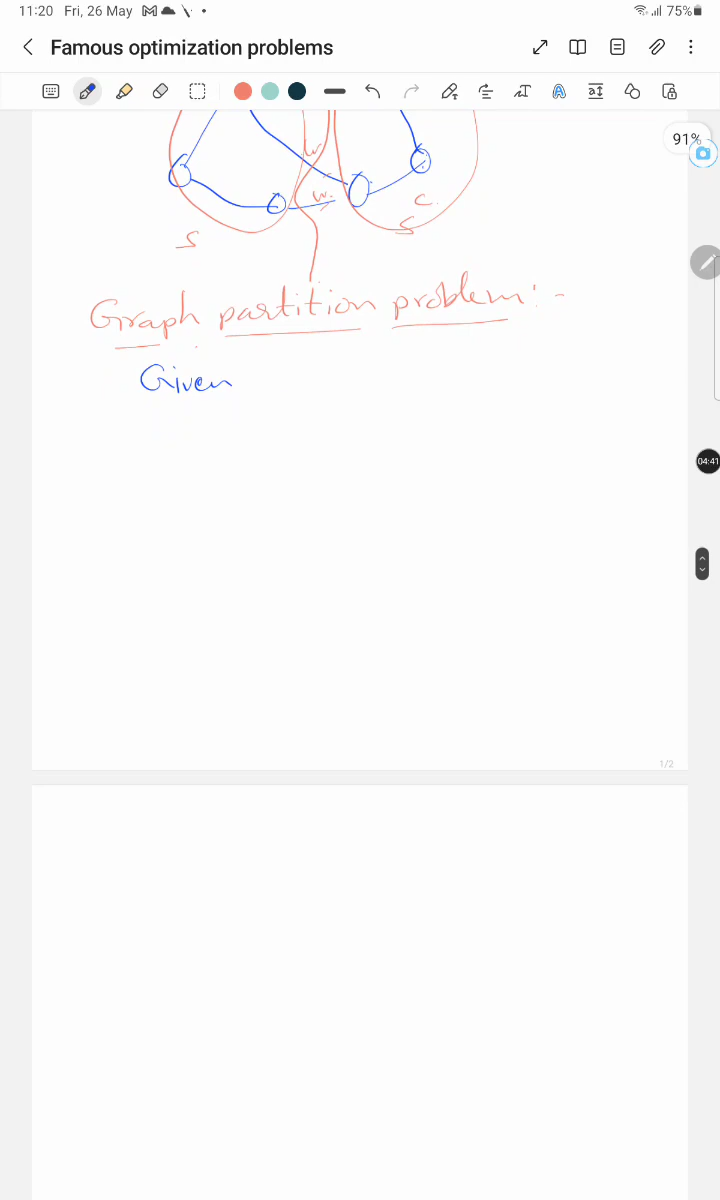 11:20 Fri, 26 May 75%
Famous optimization problems
91%
w
w.
c
S
S
Graph partition problem:-
Given
04:41
1/2